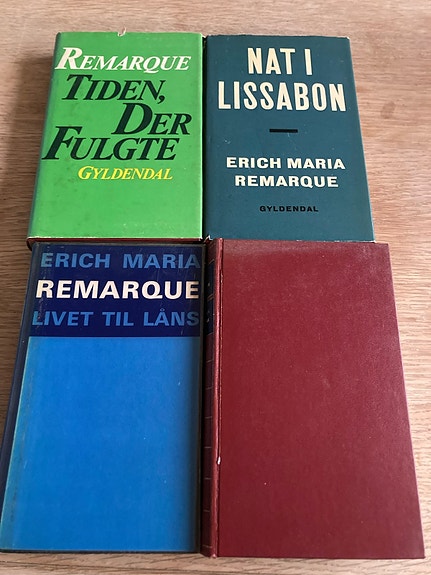 REMARQUE
TIDEN,
DER
FULGTE
GYLDENDAL
NAT I
LISSABON
ERICH MARIA
REMARQUE
GYLDENDAL
ERICH MARIA
REMARQUE
LIVET TIL LÅNS